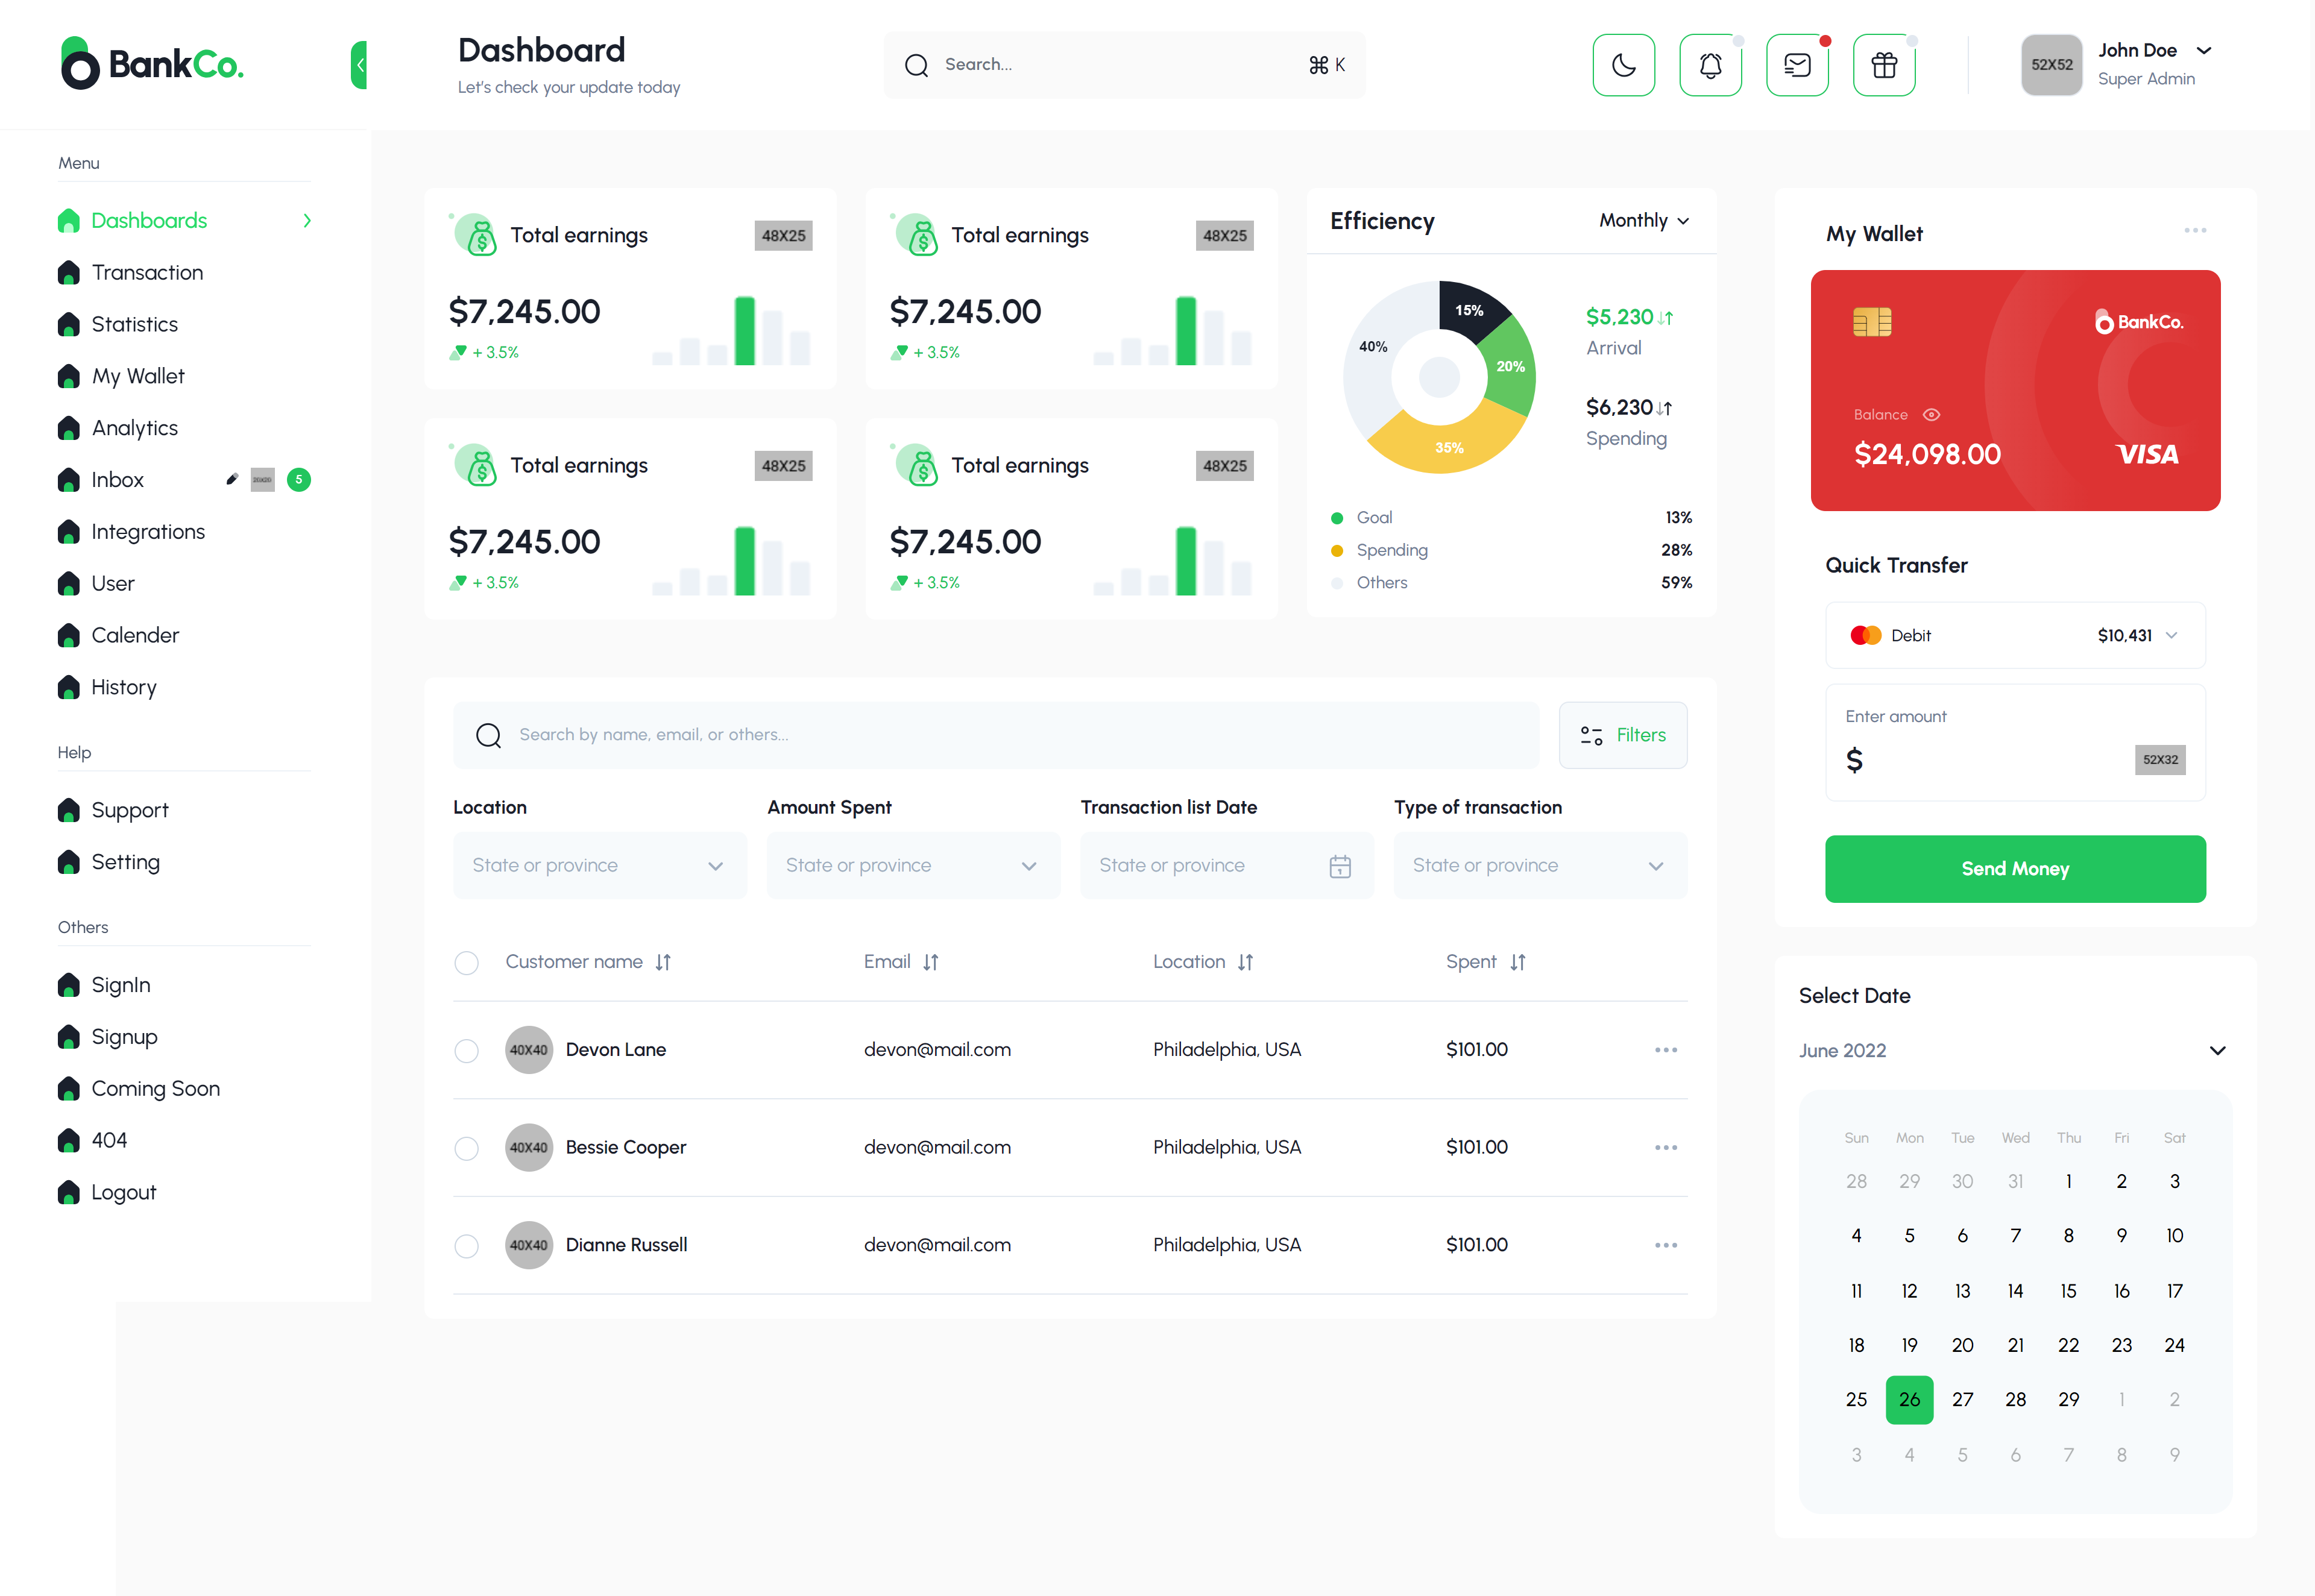 BankCo.
Dashboard
Let's check your update today
Search...
⌘ K
52X52
John Doe
Super Admin
Menu
Dashboards
Transaction
Statistics
My Wallet
Analytics
Inbox
20X20
5
Integrations
User
Calender
History
Help
Support
Setting
Others
SignIn
Signup
Coming Soon
404
Logout
Total earnings
48X25
$7,245.00
+ 3.5%
Total earnings
48X25
$7,245.00
+ 3.5%
Total earnings
48X25
$7,245.00
+ 3.5%
Total earnings
48X25
$7,245.00
+ 3.5%
Efficiency
Monthly
15%
20%
35%
40%
$5,230
Arrival
$6,230
Spending
Goal 13%
Spending 28%
Others 59%
Search by name, email, or others...
Filters
Location Amount Spent Transaction list Date Type of transaction
State or province State or province State or province State or province
Customer name Email Location Spent
40X40 Devon Lane devon@mail.com Philadelphia, USA $101.00
40X40 Bessie Cooper devon@mail.com Philadelphia, USA $101.00
40X40 Dianne Russell devon@mail.com Philadelphia, USA $101.00
My Wallet
BankCo.
Balance
$24,098.00
VISA
Quick Transfer
Debit $10,431
Enter amount
$
52X32
Send Money
Select Date
June 2022
Sun Mon Tue Wed Thu Fri Sat
28 29 30 31 1 2 3
4 5 6 7 8 9 10
11 12 13 14 15 16 17
18 19 20 21 22 23 24
25 26 27 28 29 1 2
3 4 5 6 7 8 9